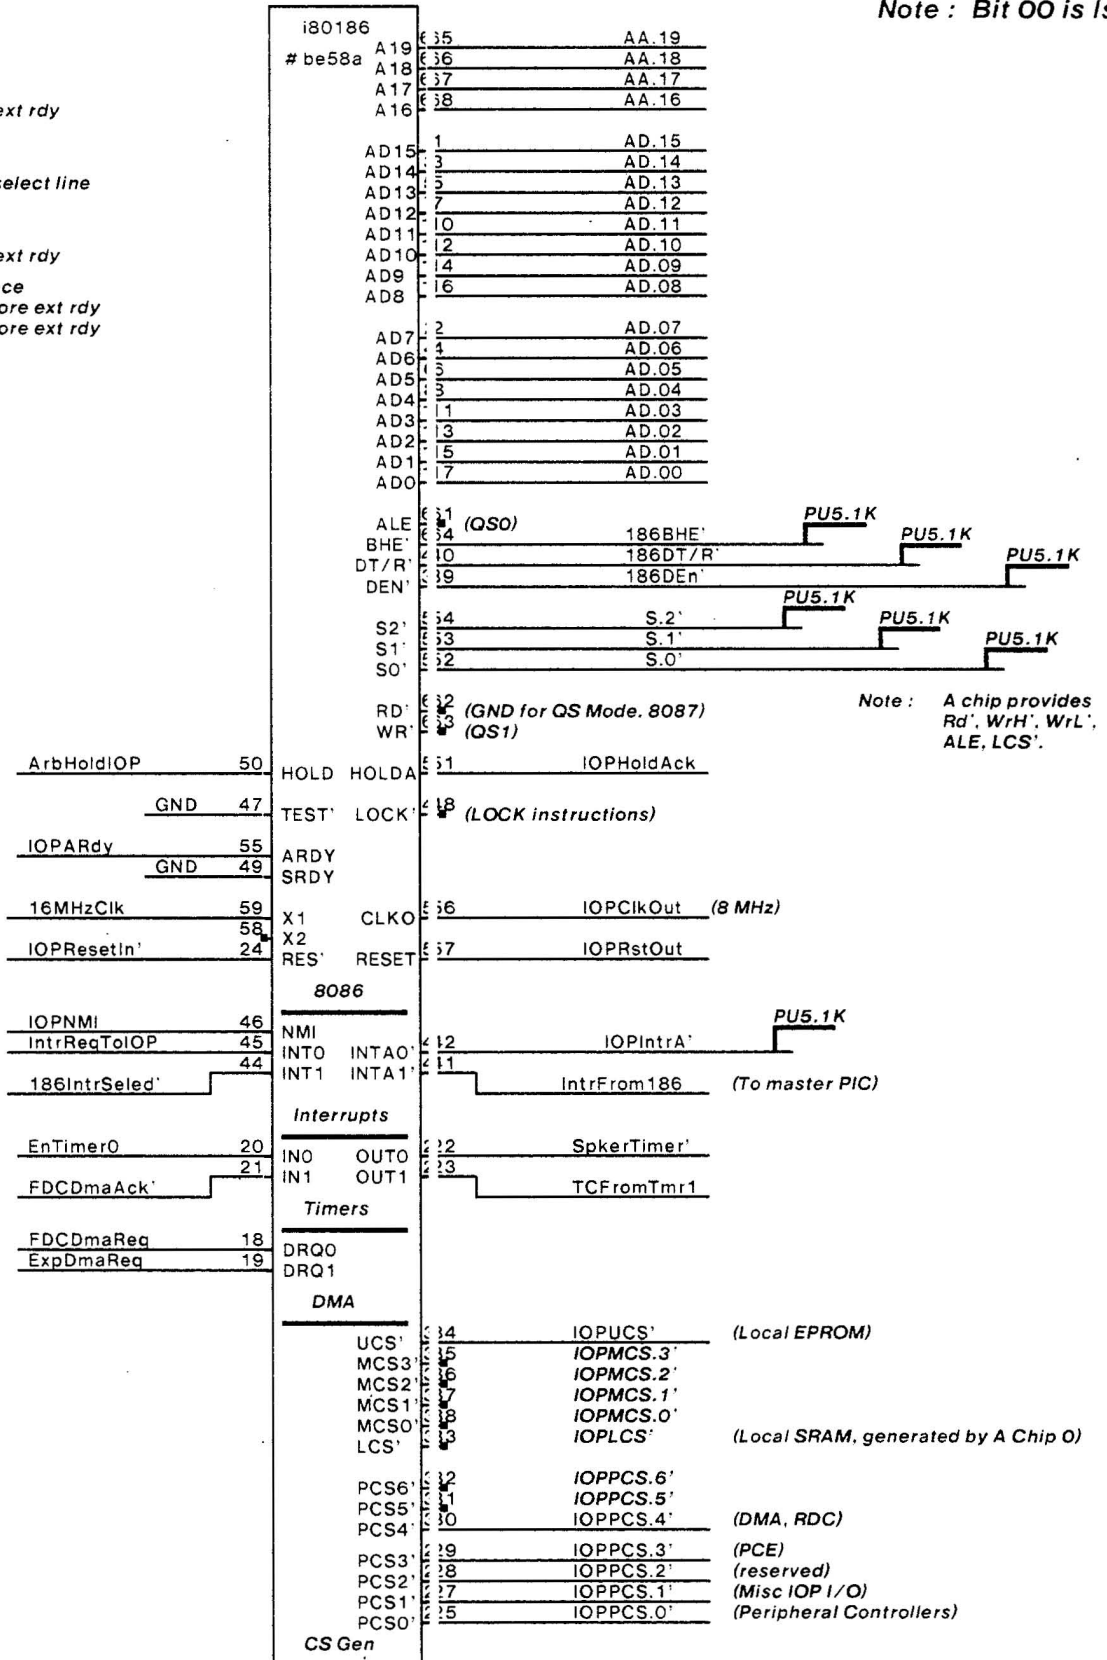 Note : Bit 00 is
i80186
# be58a
ext rdy
select line
ext rdy
ce
ore ext rdy
ore ext rdy
A19 65 AA.19
A18 66 AA.18
A17 67 AA.17
A16 68 AA.16
AD15 1 AD.15
AD14 3 AD.14
AD13 5 AD.13
AD12 7 AD.12
AD11 10 AD.11
AD10 12 AD.10
AD9 14 AD.09
AD8 16 AD.08
AD7 2 AD.07
AD6 4 AD.06
AD5 6 AD.05
AD4 8 AD.04
AD3 11 AD.03
AD2 13 AD.02
AD1 15 AD.01
AD0 17 AD.00
ALE 61 (QS0)
BHE' 64 186BHE' PU5.1K
DT/R' 40 186DT/R' PU5.1K
DEN' 39 186DEn' PU5.1K
S2' 54 S.2' PU5.1K
S1' 53 S.1' PU5.1K
S0' 52 S.0' PU5.1K
RD' 62 (GND for QS Mode. 8087)
WR' 63 (QS1)
Note : A chip provides
Rd', WrH', WrL',
ALE, LCS'.
ArbHoldIOP 50 HOLD HOLDA 51 IOPHoldAck
GND 47 TEST' LOCK' 48 (LOCK instructions)
IOPARdy 55 ARDY
GND 49 SRDY
16MHzClk 59 X1 CLKO 56 IOPClkOut (8 MHz)
58 X2
IOPResetIn' 24 RES' RESET 57 IOPRstOut
8086
IOPNMI 46 NMI
IntrReqToIOP 45 INT0 INTA0' 42 IOPIntrA' PU5.1K
186IntrSeled' 44 INT1 INTA1' 41 IntrFrom186 (To master PIC)
Interrupts
EnTimer0 20 IN0 OUT0 22 SpkerTimer'
FDCDmaAck' 21 IN1 OUT1 23 TCFromTmr1
Timers
FDCDmaReq 18 DRQ0
ExpDmaReq 19 DRQ1
DMA
UCS' 34 IOPUCS' (Local EPROM)
MCS3' 35 IOPMCS.3'
MCS2' 36 IOPMCS.2'
MCS1' 37 IOPMCS.1'
MCS0' 38 IOPMCS.0'
LCS' 33 IOPLCS' (Local SRAM, generated by A Chip 0)
PCS6' 32 IOPPCS.6'
PCS5' 31 IOPPCS.5'
PCS4' 30 IOPPCS.4' (DMA, RDC)
PCS3' 29 IOPPCS.3' (PCE)
PCS2' 28 IOPPCS.2' (reserved)
PCS1' 27 IOPPCS.1' (Misc IOP I/O)
PCS0' 25 IOPPCS.0' (Peripheral Controllers)
CS Gen